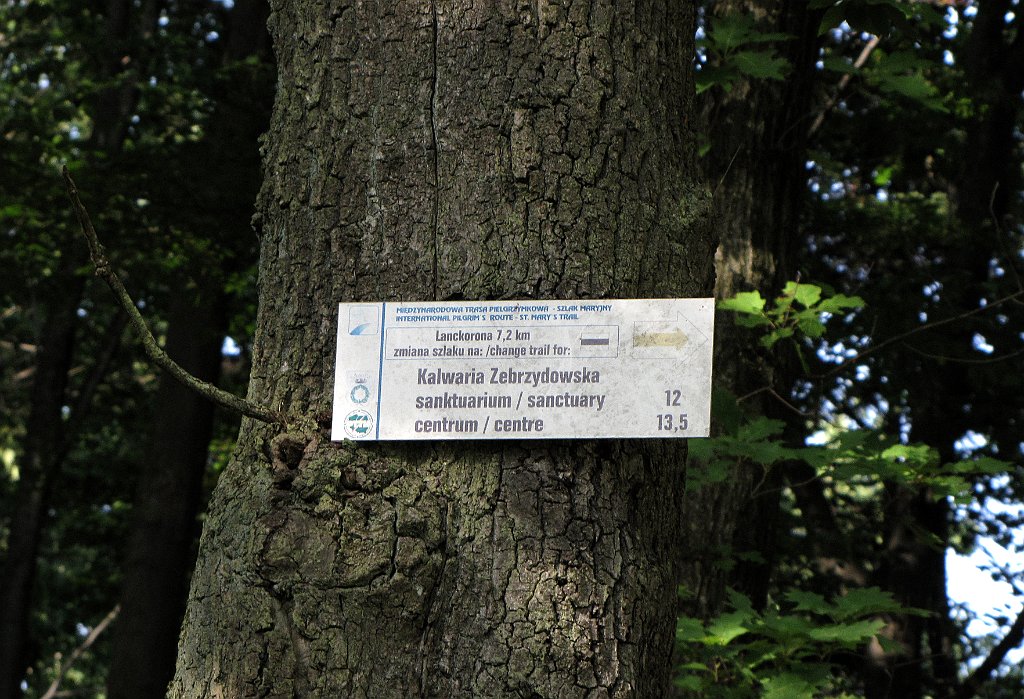 MIĘDZYNARODOWA TRASA PIELGRZYMKOWA - SZLAK MARYJNY
INTERNATIONAL PILGRIM'S ROUTE - ST. MARY'S TRAIL
Lanckorona 7,2 km
zmiana szlaku na: /change trail for:
Kalwaria Zebrzydowska
sanktuarium / sanctuary 12
centrum / centre 13,5